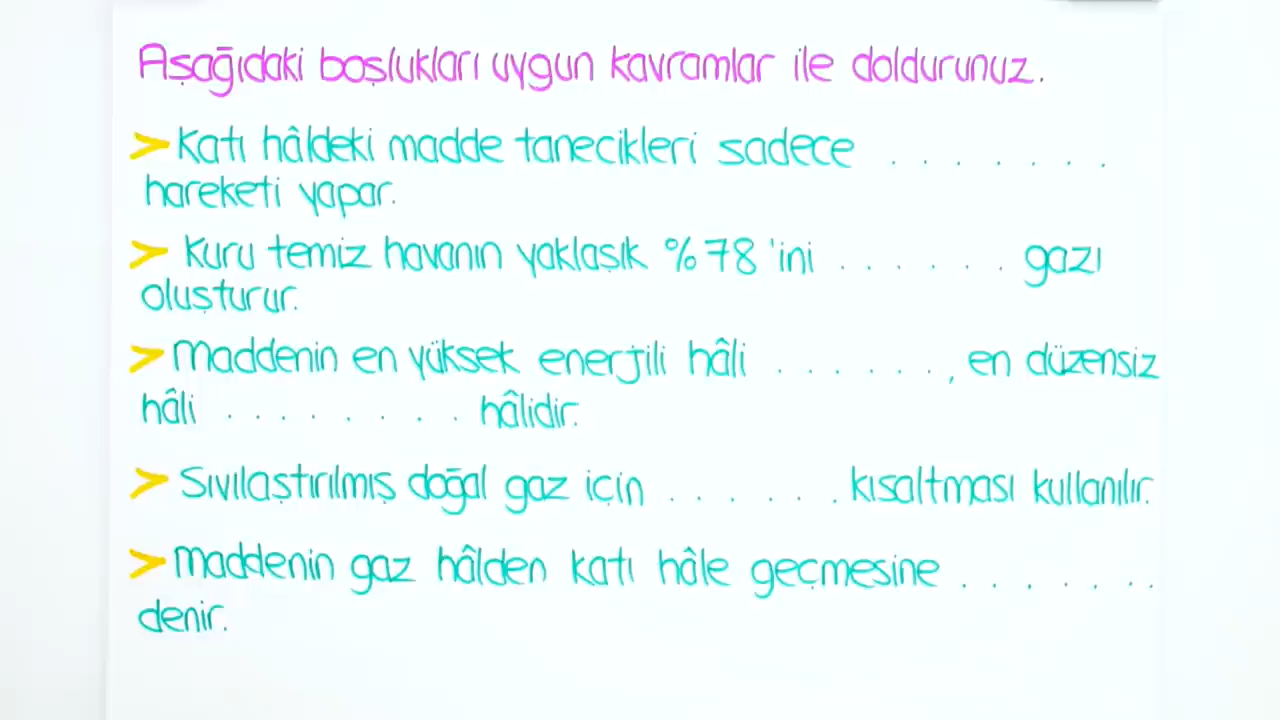 Aşağıdaki boşlukları uygun kavramlar ile doldurunuz.
➤ Katı hâldeki madde tanecikleri sadece .......
hareketi yapar.
➤ Kuru temiz havanın yaklaşık %78'ini ...... gazı
oluşturur.
➤ Maddenin en yüksek enerjili hâli ......, en düzensiz
hâli ......... hâlidir.
➤ Sıvılaştırılmış doğal gaz için ...... kısaltması kullanılır.
➤ Maddenin gaz hâlden katı hâle geçmesine .......
denir.